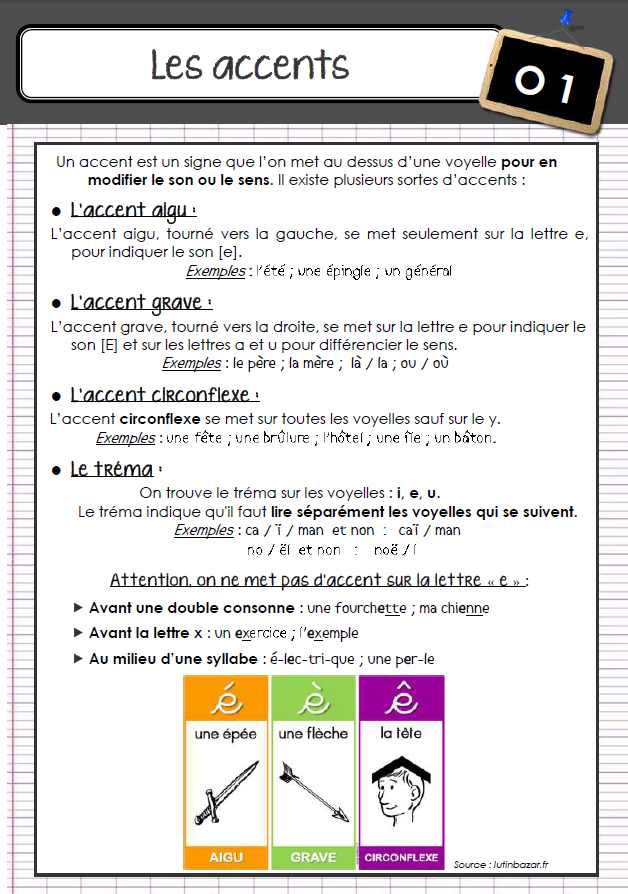 Les accents
O 1
Un accent est un signe que l'on met au dessus d'une voyelle pour en
modifier le son ou le sens. Il existe plusieurs sortes d'accents :
● L'accent aigu :
L'accent aigu, tourné vers la gauche, se met seulement sur la lettre e,
pour indiquer le son [e].
Exemples : l'été ; une épingle ; un général
● L'accent grave :
L'accent grave, tourné vers la droite, se met sur la lettre e pour indiquer le
son [E] et sur les lettres a et u pour différencier le sens.
Exemples : le père ; la mère ; là / la ; ou / où
● L'accent circonflexe :
L'accent circonflexe se met sur toutes les voyelles sauf sur le y.
Exemples : une fête ; une brûlure ; l'hôtel ; une île ; un bâton.
● Le tréma :
On trouve le tréma sur les voyelles : i, e, u.
Le tréma indique qu'il faut lire séparément les voyelles qui se suivent.
Exemples : ca / ï / man et non : caï / man
no / ël et non : noë / l
Attention, on ne met pas d'accent sur la lettre « e » :
► Avant une double consonne : une fourchette ; ma chienne
► Avant la lettre x : un exercice ; l'exemple
► Au milieu d'une syllabe : é-lec-tri-que ; une per-le
é è ê
une épée une flèche la tête
AIGU GRAVE CIRCONFLEXE
Source : lutinbazar.fr